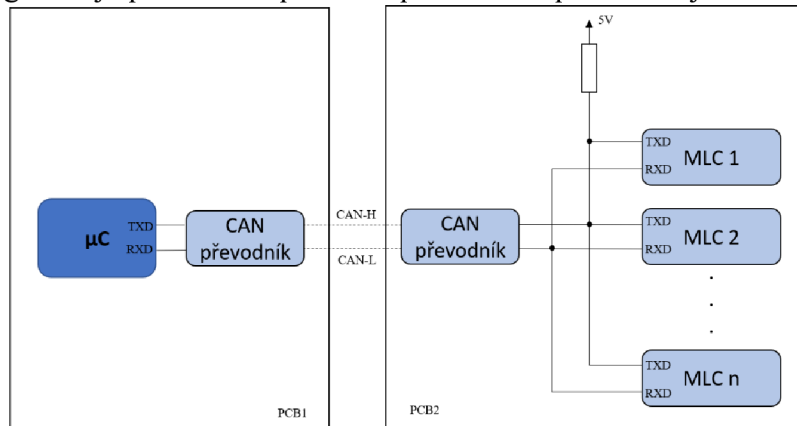 5V
TXD
RXD
MLC 1
µC
TXD
RXD
CAN
převodník
CAN-H
CAN-L
CAN
převodník
TXD
RXD
MLC 2
TXD
RXD
MLC n
PCB1
PCB2